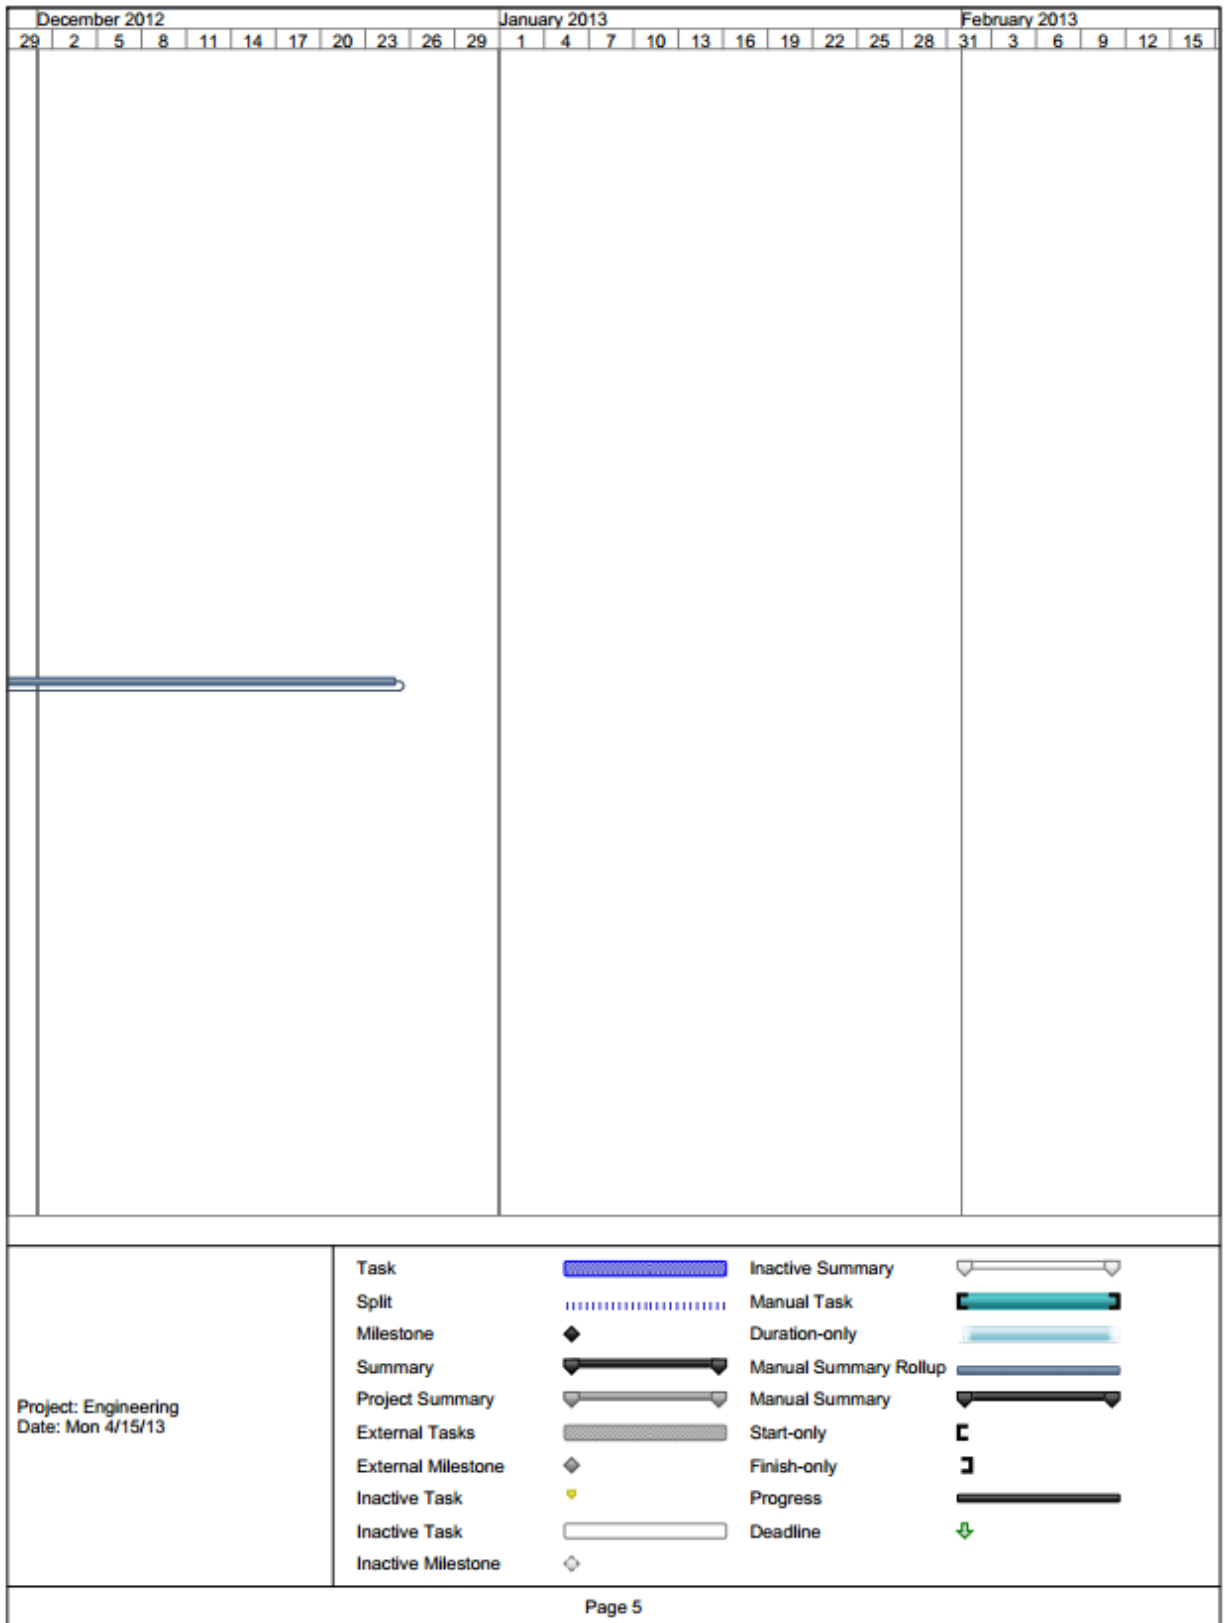 December 2012 January 2013 February 2013
29 2 5 8 11 14 17 20 23 26 29 1 4 7 10 13 16 19 22 25 28 31 3 6 9 12 15
Project: Engineering
Date: Mon 4/15/13
Task
Split
Milestone
Summary
Project Summary
External Tasks
External Milestone
Inactive Task
Inactive Task
Inactive Milestone
Inactive Summary
Manual Task
Duration-only
Manual Summary Rollup
Manual Summary
Start-only
Finish-only
Progress
Deadline
Page 5